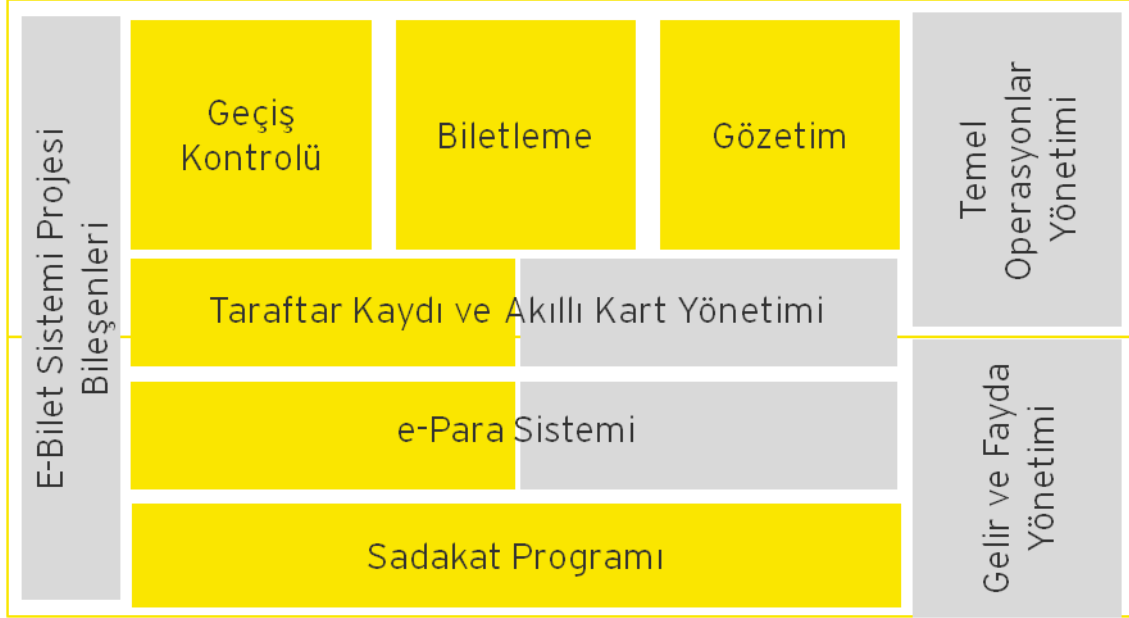 E-Bilet Sistemi Projesi
Bileşenleri
Geçiş
Kontrolü
Biletleme
Gözetim
Temel
Operasyonlar
Yönetimi
Taraftar Kaydı ve Akıllı Kart Yönetimi
e-Para Sistemi
Sadakat Programı
Gelir ve Fayda
Yönetimi